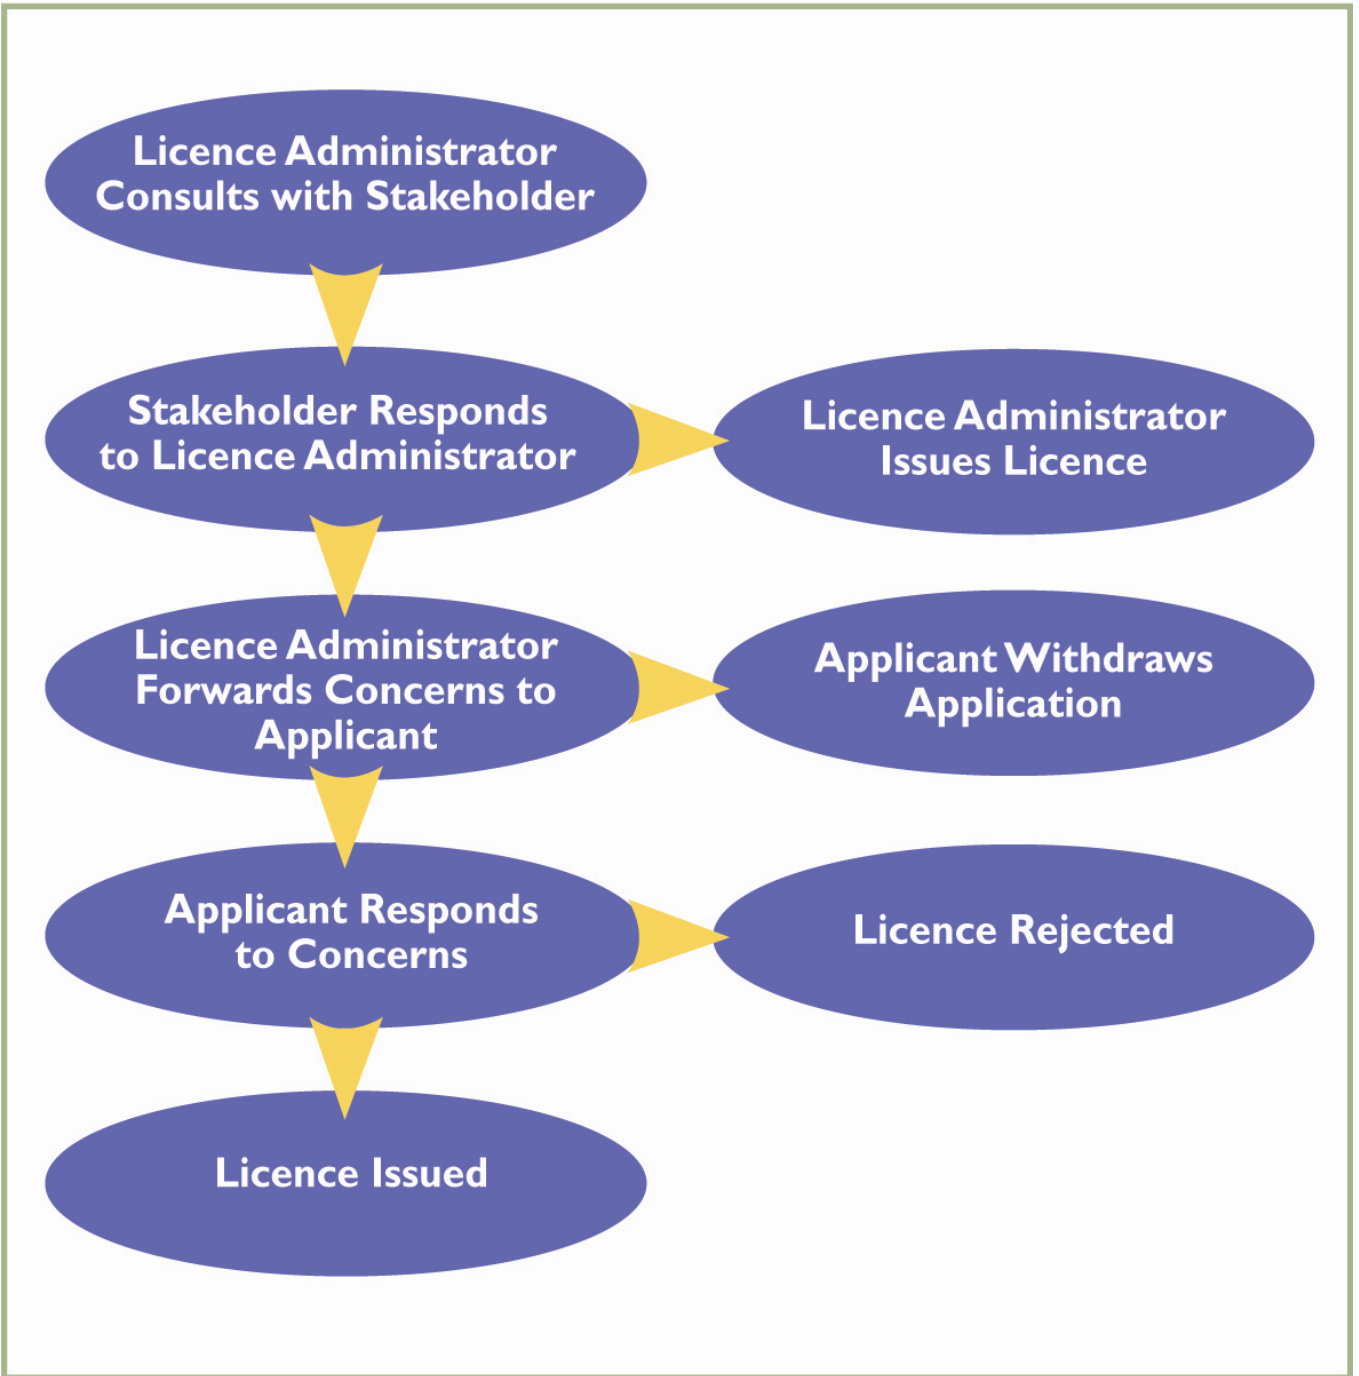 Licence Administrator
Consults with Stakeholder
Stakeholder Responds
to Licence Administrator
Licence Administrator
Issues Licence
Licence Administrator
Forwards Concerns to
Applicant
Applicant Withdraws
Application
Applicant Responds
to Concerns
Licence Rejected
Licence Issued